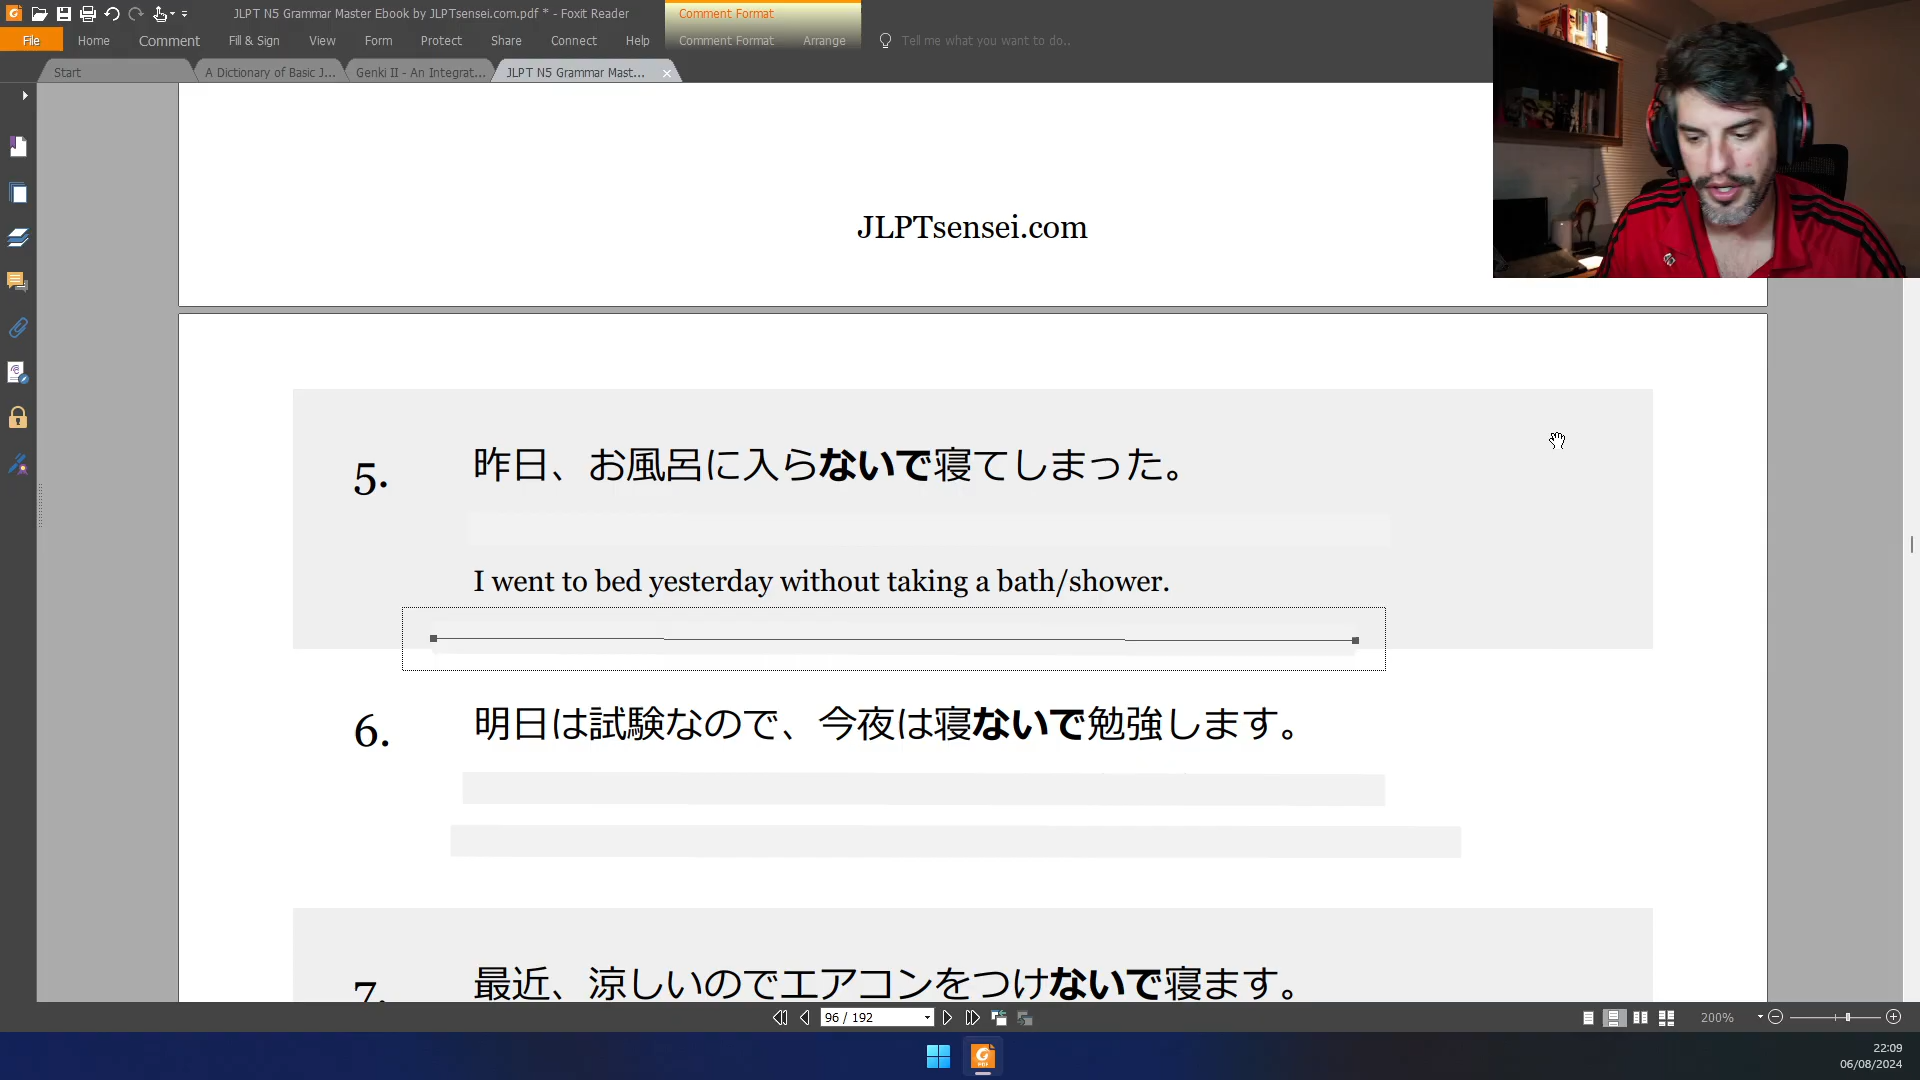 JLPT N5 Grammar Master Ebook by JLPTsensei.com.pdf * - Foxit Reader
Comment Format
File
Home
Comment
Fill & Sign
View
Form
Protect
Share
Connect
Help
Comment Format
Arrange
Tell me what you want to do..
Start
A Dictionary of Basic J...
Genki II - An Integrat...
JLPT N5 Grammar Mast...
JLPTsensei.com
5. 昨日、お風呂に入らないで寝てしまった。
I went to bed yesterday without taking a bath/shower.
6. 明日は試験なので、今夜は寝ないで勉強します。
7. 最近、涼しいのでエアコンをつけないで寝ます。
96 / 192
200%
22:09
06/08/2024